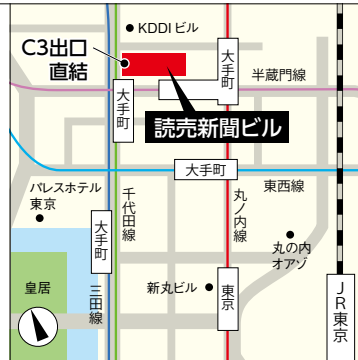 KDDIビル
C3出口
直結
大手町
半蔵門線
大手町
読売新聞ビル
大手町
東西線
パレスホテル
東京
千代田線
丸ノ内線
大手町
丸の内
オアゾ
皇居
三田線
新丸ビル
東京
JR東京